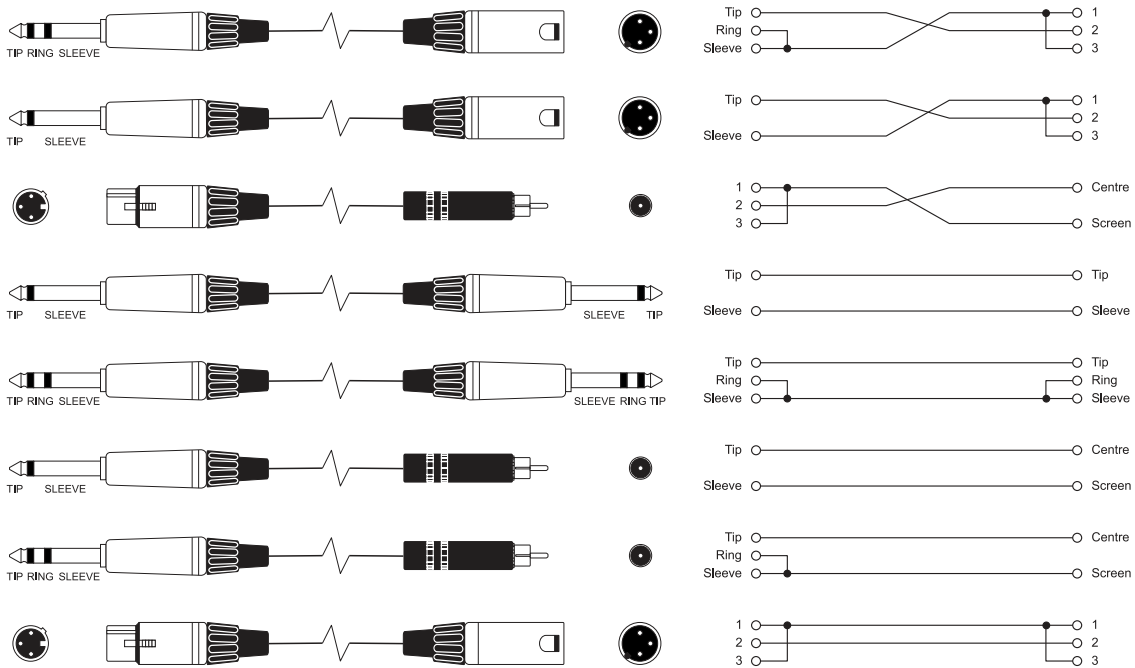 TIP RING SLEEVE
Tip 1
Ring 2
Sleeve 3
TIP SLEEVE
Tip 1
2
Sleeve 3
1 Centre
2
3 Screen
TIP SLEEVE
SLEEVE TIP
Tip Tip
Sleeve Sleeve
TIP RING SLEEVE
SLEEVE RING TIP
Tip Tip
Ring Ring
Sleeve Sleeve
TIP SLEEVE
Tip Centre
Sleeve Screen
TIP RING SLEEVE
Tip Centre
Ring
Sleeve Screen
1 1
2 2
3 3